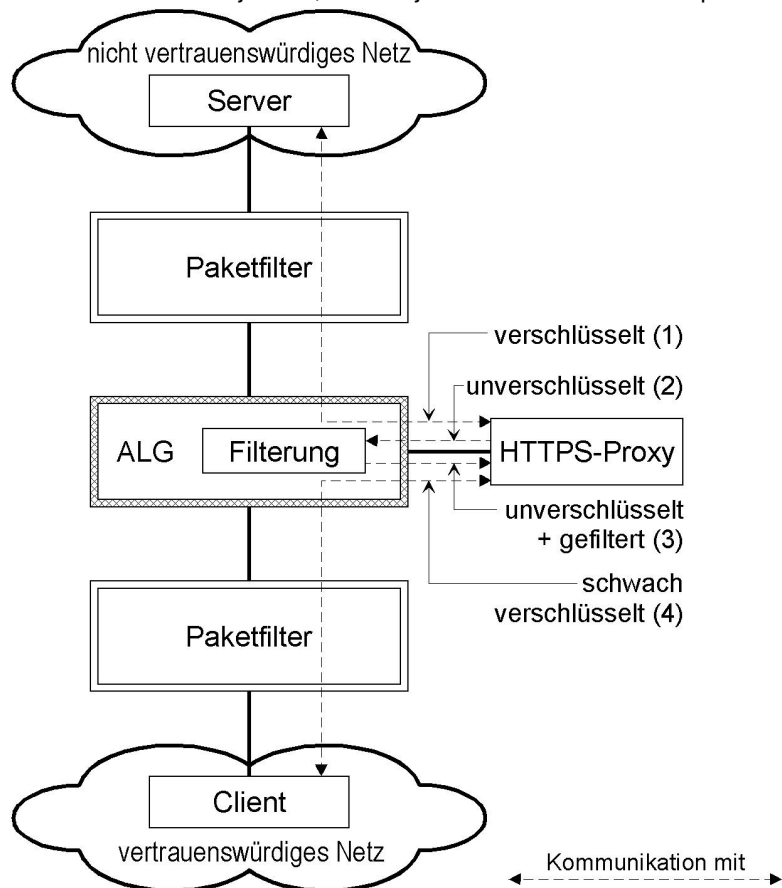 nicht vertrauenswürdiges Netz
Server
Paketfilter
verschlüsselt (1)
unverschlüsselt (2)
ALG
Filterung
HTTPS-Proxy
unverschlüsselt
+ gefiltert (3)
schwach
verschlüsselt (4)
Paketfilter
Client
vertrauenswürdiges Netz
Kommunikation mit